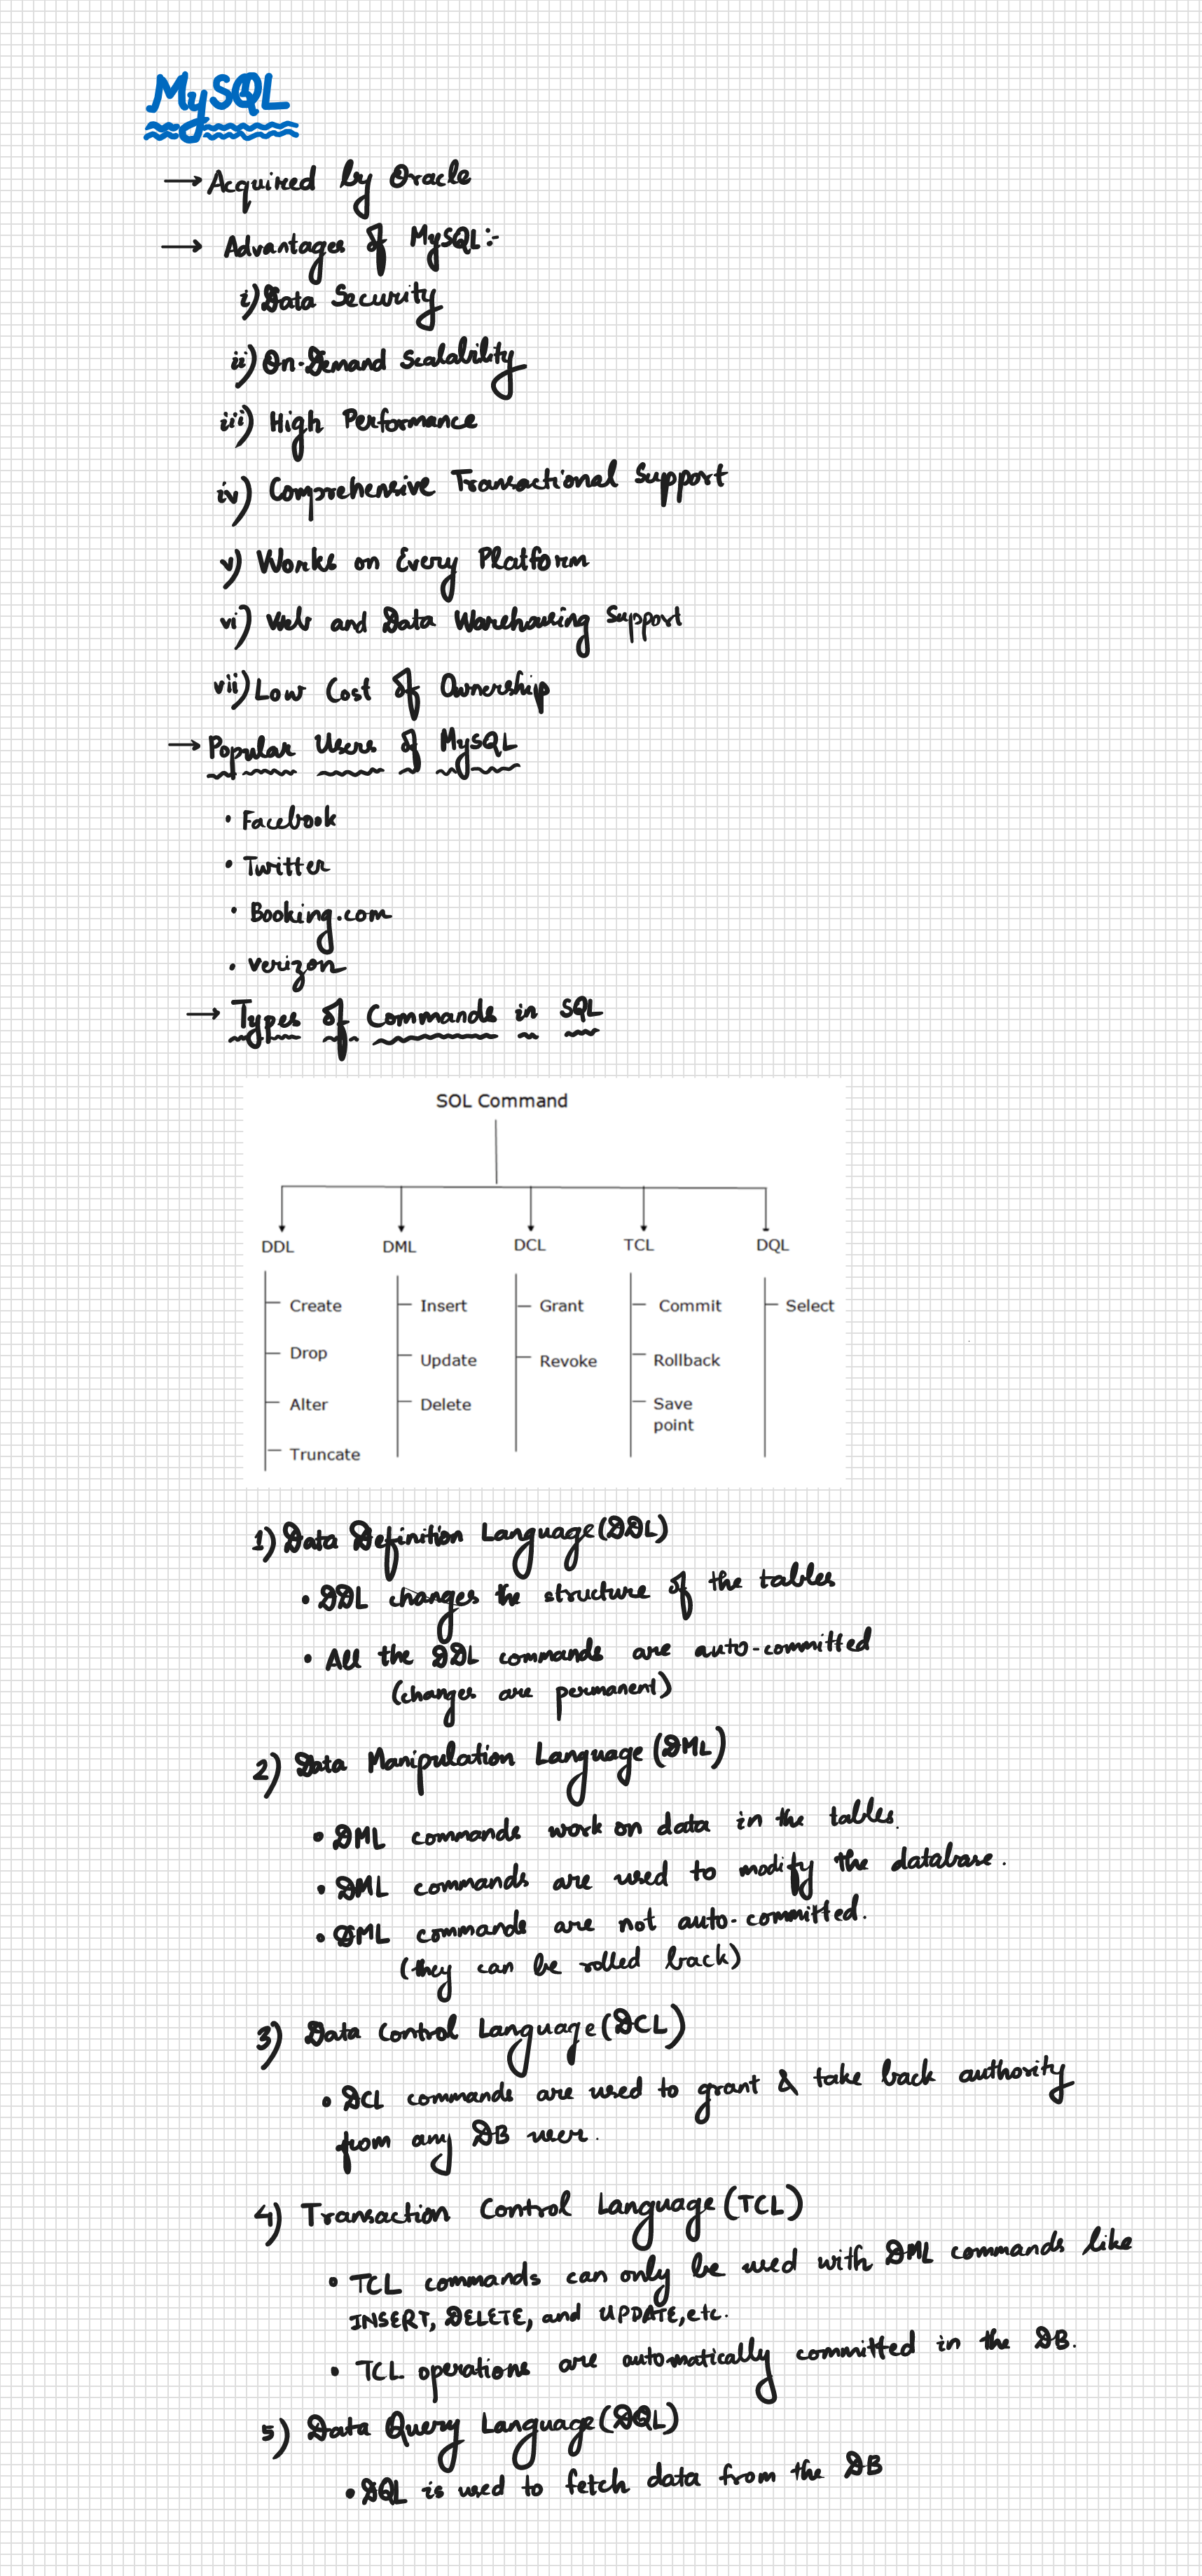 MySQL
→ Acquired by Oracle
→ Advantages of MySQL:-
i) Data Security
ii) On-Demand Scalability
iii) High Performance
iv) Comprehensive Transactional Support
v) Works on Every Platform
vi) Web and Data Warehousing Support
vii) Low Cost of Ownership
→ Popular Users of MySQL
• Facebook
• Twitter
• Booking.com
• Verizon
→ Types of Commands in SQL
SOL Command
DDL DML DCL TCL DQL
Create Insert Grant Commit Select
Drop Update Revoke Rollback
Alter Delete Save
point
Truncate
1) Data Definition Language (DDL)
• DDL changes the structure of the tables
• All the DDL commands are auto-committed
(changes are permanent)
2) Data Manipulation Language (DML)
• DML commands work on data in the tables.
• DML commands are used to modify the database.
• DML commands are not auto-committed.
(they can be rolled back)
3) Data Control Language (DCL)
• DCL commands are used to grant & take back authority
from any DB user.
4) Transaction Control Language (TCL)
• TCL commands can only be used with DML commands like
INSERT, DELETE, and UPDATE, etc.
• TCL operations are automatically committed in the DB.
5) Data Query Language (DQL)
• DQL is used to fetch data from the DB